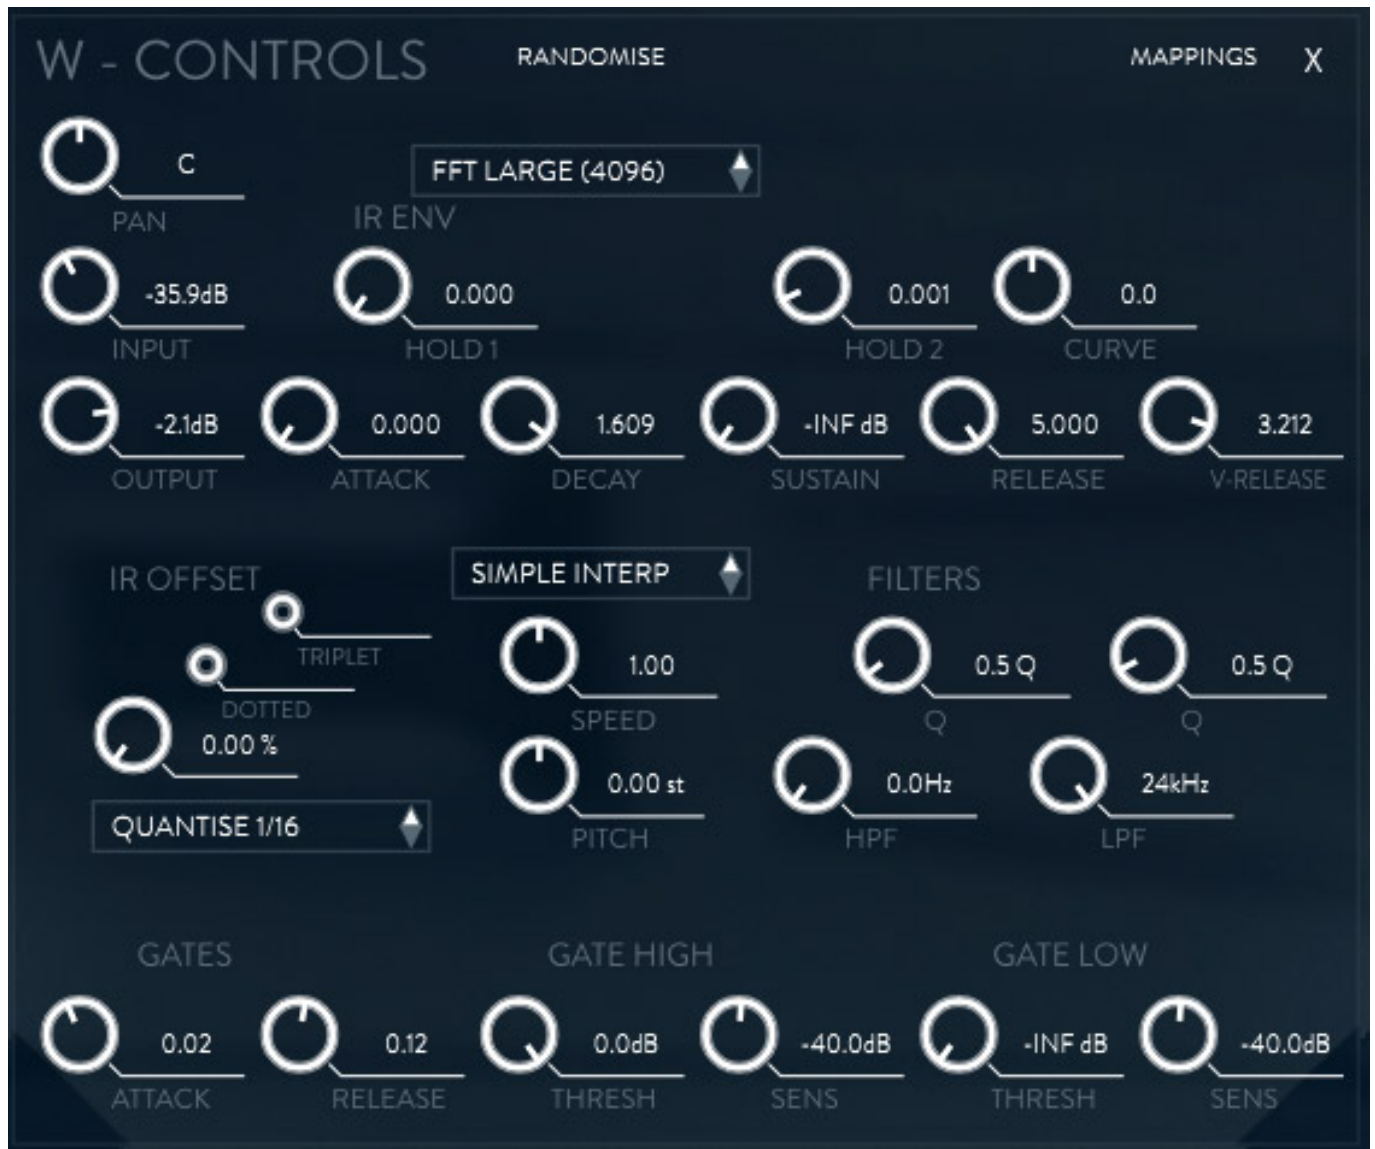 W - CONTROLS RANDOMISE MAPPINGS X
C
FFT LARGE (4096)
PAN IR ENV
-35.9dB 0.000 0.001 0.0
INPUT HOLD 1 HOLD 2 CURVE
-2.1dB 0.000 1.609 -INF dB 5.000 3.212
OUTPUT ATTACK DECAY SUSTAIN RELEASE V-RELEASE
IR OFFSET SIMPLE INTERP FILTERS
TRIPLET 1.00 0.5 Q 0.5 Q
DOTTED SPEED Q Q
0.00 % 0.00 st 0.0Hz 24kHz
QUANTISE 1/16 PITCH HPF LPF
GATES GATE HIGH GATE LOW
0.02 0.12 0.0dB -40.0dB -INF dB -40.0dB
ATTACK RELEASE THRESH SENS THRESH SENS